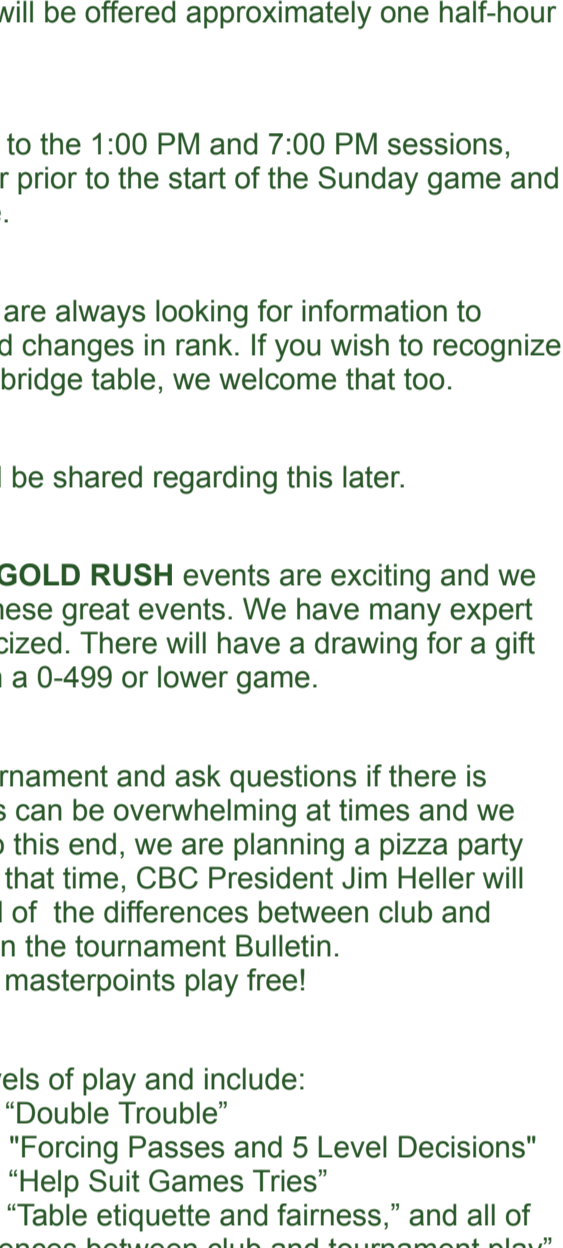 will be offered approximately one half-hour
to the 1:00 PM and 7:00 PM sessions,
r prior to the start of the Sunday game and
.
are always looking for information to
d changes in rank. If you wish to recognize
bridge table, we welcome that too.
be shared regarding this later.
GOLD RUSH events are exciting and we
hese great events. We have many expert
cized. There will have a drawing for a gift
a 0-499 or lower game.
rnament and ask questions if there is
s can be overwhelming at times and we
o this end, we are planning a pizza party
that time, CBC President Jim Heller will
of the differences between club and
n the tournament Bulletin.
masterpoints play free!
els of play and include:
“Double Trouble”
"Forcing Passes and 5 Level Decisions"
“Help Suit Games Tries”
“Table etiquette and fairness,” and all of
ences between club and tournament play”